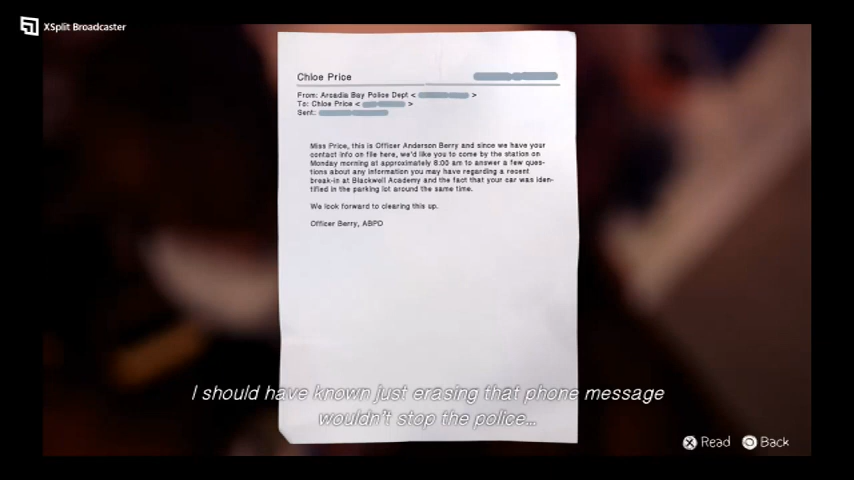 XSplit Broadcaster
Chloe Price
From: Arcadia Bay Police Dept < >
To: Chloe Price < >
Sent:
Miss Price, this is Officer Anderson Berry and since we have your
contact info on file here, we'd like you to come by the station on
Monday morning at approximately 8:00 am to answer a few ques-
tions about any information you may have regarding a recent
break-in at Blackwell Academy and the fact that your car was iden-
tified in the parking lot around the same time.
We look forward to clearing this up.
Officer Berry, ABPD
I should have known just erasing that phone message
wouldn't stop the police...
Read
Back